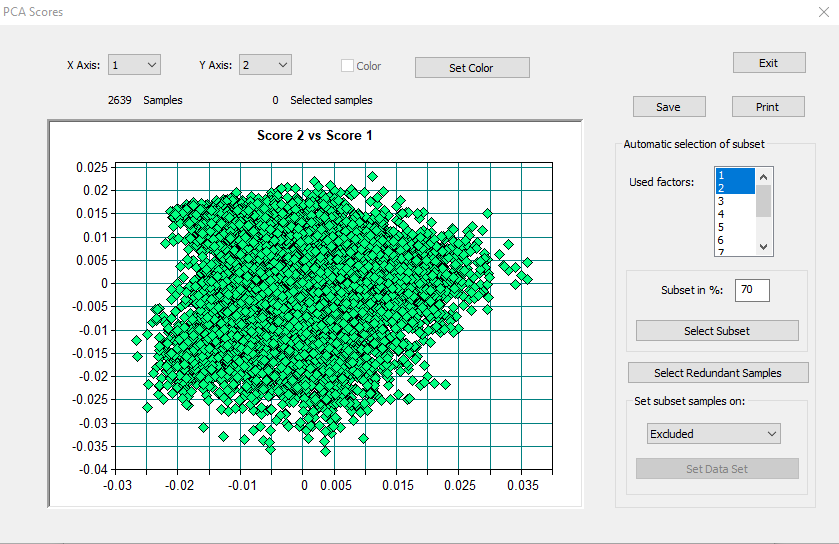 PCA Scores
X Axis: 1 Y Axis: 2 Color Set Color Exit
2639 Samples 0 Selected samples Save Print
Score 2 vs Score 1
0.025
0.02
0.015
0.01
0.005
0
-0.005
-0.01
-0.015
-0.02
-0.025
-0.03
-0.035
-0.04
-0.03 -0.02 -0.01 0 0.005 0.015 0.025 0.035
Automatic selection of subset
Used factors:
1
2
3
4
5
6
7
Subset in %: 70
Select Subset
Select Redundant Samples
Set subset samples on:
Excluded
Set Data Set